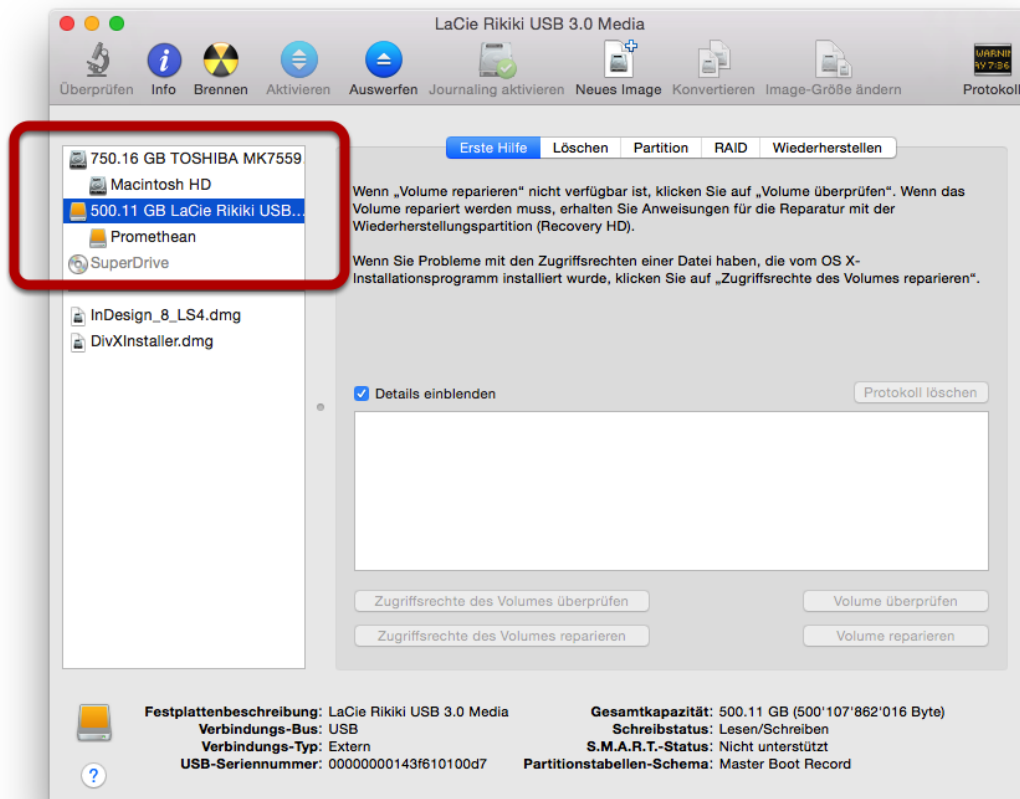 LaCie Rikiki USB 3.0 Media
Überprüfen Info Brennen Aktivieren Auswerfen Journaling aktivieren Neues Image Konvertieren Image-Größe ändern Protokoll
750.16 GB TOSHIBA MK7559
Macintosh HD
500.11 GB LaCie Rikiki USB...
Promethean
SuperDrive
InDesign_8_LS4.dmg
DivXInstaller.dmg
Erste Hilfe Löschen Partition RAID Wiederherstellen
Wenn „Volume reparieren“ nicht verfügbar ist, klicken Sie auf „Volume überprüfen“. Wenn das
Volume repariert werden muss, erhalten Sie Anweisungen für die Reparatur mit der
Wiederherstellungspartition (Recovery HD).
Wenn Sie Probleme mit den Zugriffsrechten einer Datei haben, die vom OS X-
Installationsprogramm installiert wurde, klicken Sie auf „Zugriffsrechte des Volumes reparieren“.
Details einblenden
Protokoll löschen
Zugriffsrechte des Volumes überprüfen
Volume überprüfen
Zugriffsrechte des Volumes reparieren
Volume reparieren
Festplattenbeschreibung: LaCie Rikiki USB 3.0 Media
Verbindungs-Bus: USB
Verbindungs-Typ: Extern
USB-Seriennummer: 00000000143f610100d7
Gesamtkapazität: 500.11 GB (500'107'862'016 Byte)
Schreibstatus: Lesen/Schreiben
S.M.A.R.T.-Status: Nicht unterstützt
Partitionstabellen-Schema: Master Boot Record
?